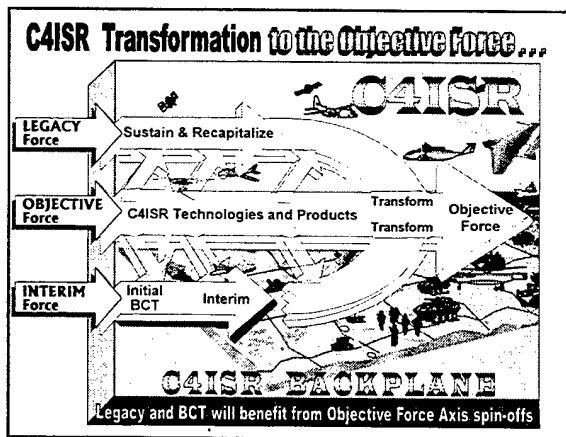 C4ISR Transformation to the Objective Force...
C4ISR
LEGACY
Force
Sustain & Recapitalize
OBJECTIVE
Force
C4ISR Technologies and Products
Transform
Transform
Objective
Force
INTERIM
Force
Initial
BCT
Interim
C4ISR BACKPLANE
Legacy and BCT will benefit from Objective Force Axis spin-offs